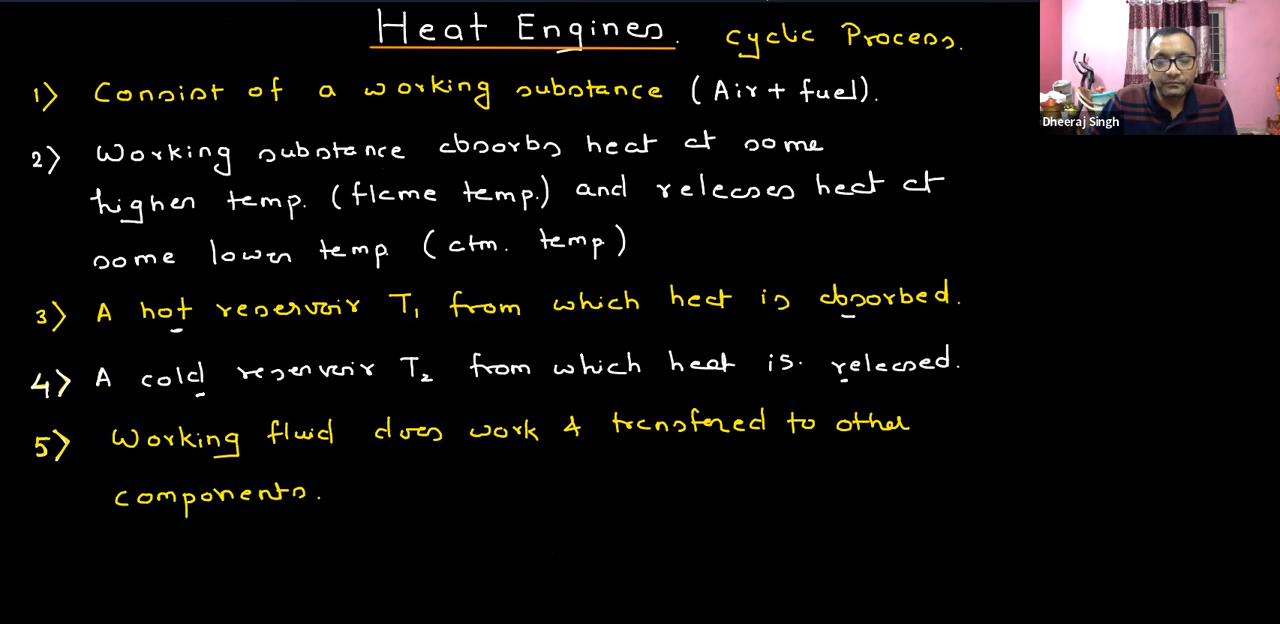 Heat Engines. Cyclic Process.
1) Consist of a working substance (Air + fuel).
2) Working substance absorbs heat at some
higher temp. (flame temp.) and releases heat at
some lower temp (atm. temp)
3) A hot reservoir T₁ from which heat is absorbed.
4) A cold reservoir T₂ from which heat is. released.
5) Working fluid does work & transfered to other
components.
Dheeraj Singh